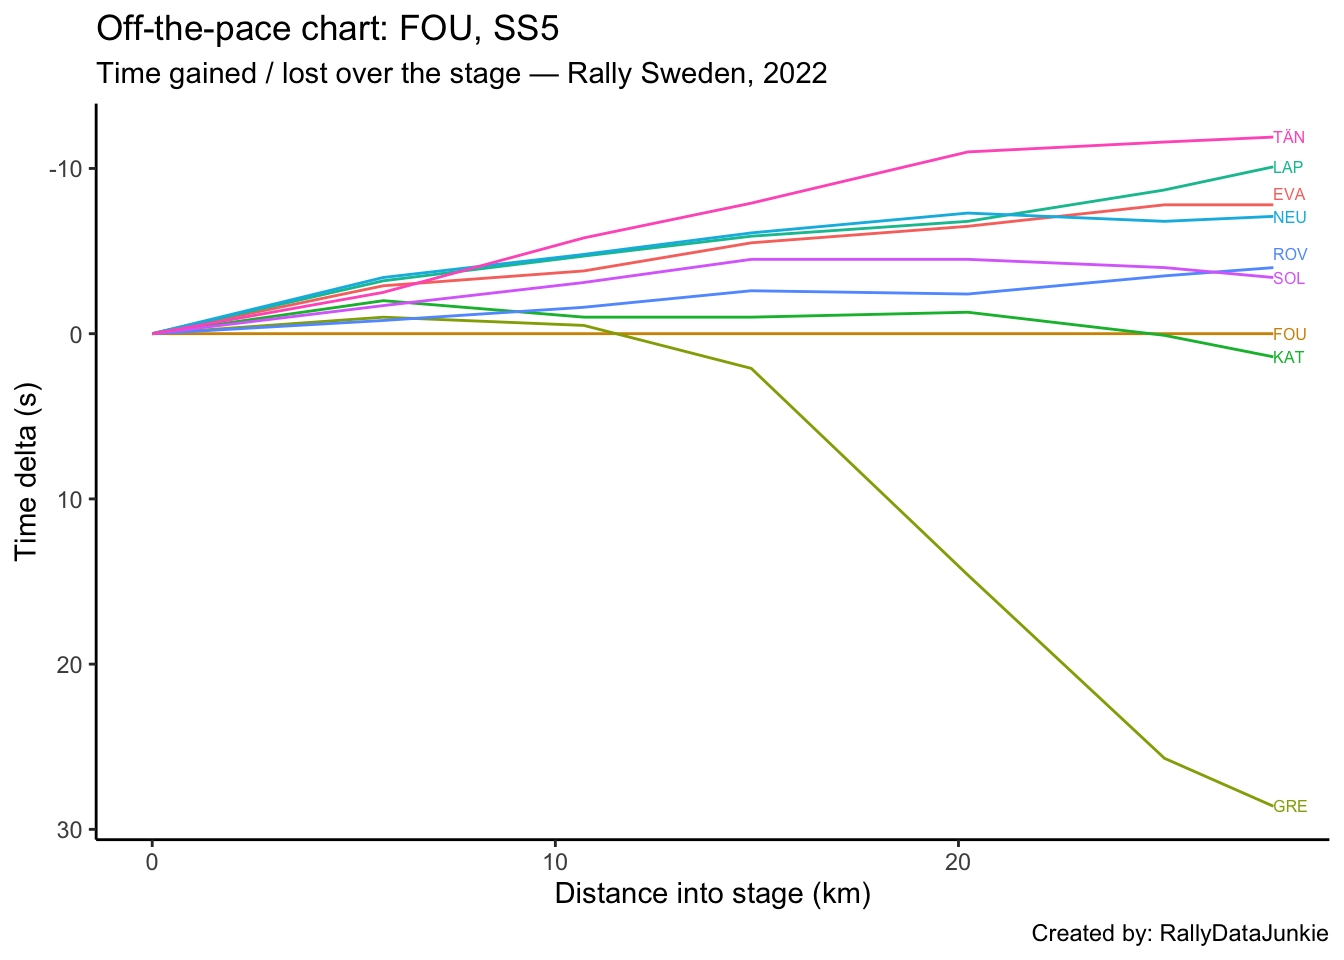 Off-the-pace chart: FOU, SS5
Time gained / lost over the stage — Rally Sweden, 2022
-10
0
10
20
30
Time delta (s)
TÄN
LAP
EVA
NEU
ROV
SOL
FOU
KAT
GRE
0
10
20
Distance into stage (km)
Created by: RallyDataJunkie